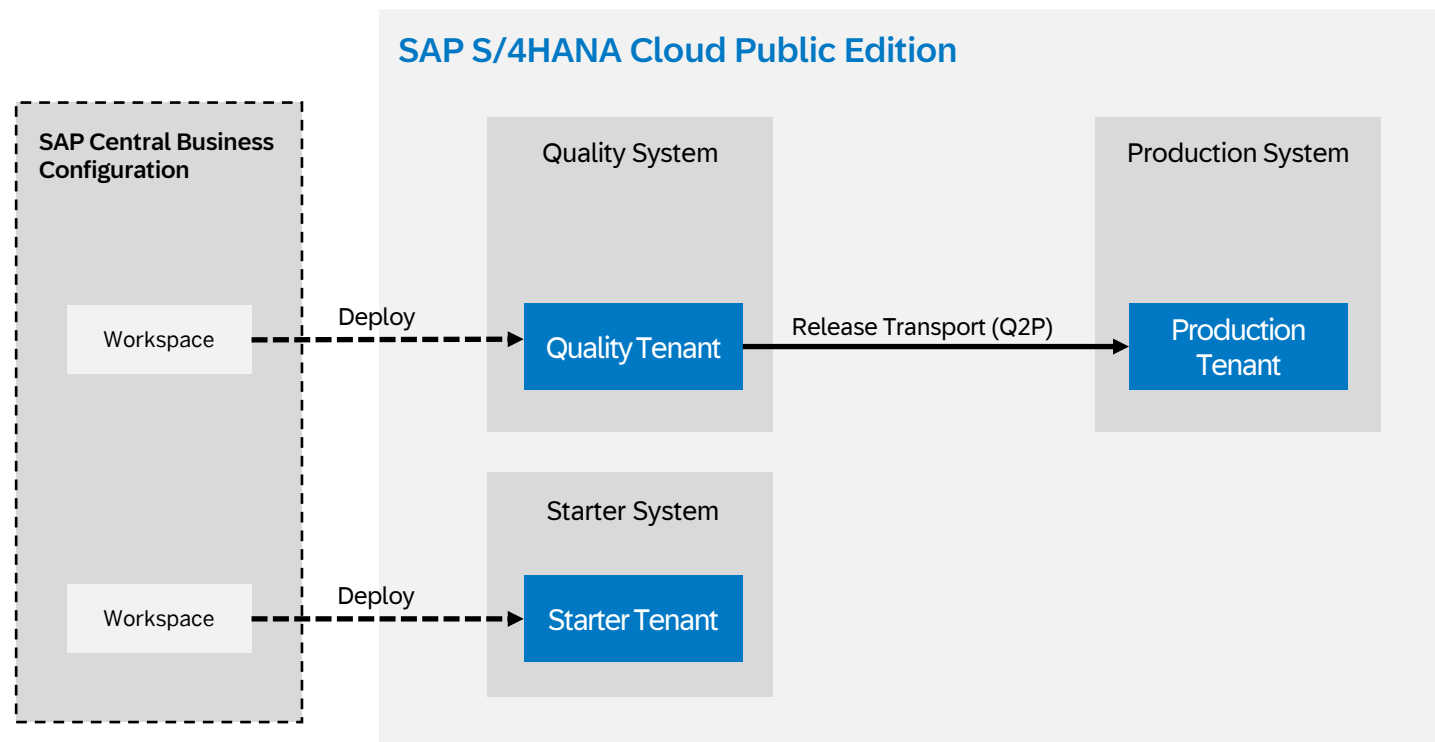 SAP S/4HANA Cloud Public Edition
SAP Central Business
Configuration
Quality System
Production System
Workspace
Deploy
Quality Tenant
Release Transport (Q2P)
Production
Tenant
Starter System
Workspace
Deploy
Starter Tenant